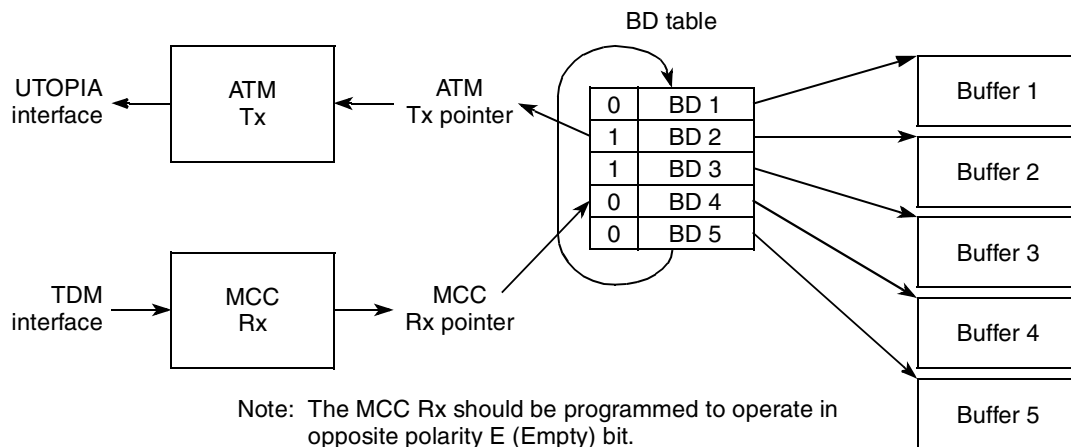 BD table
UTOPIA
interface
ATM
Tx
ATM
Tx pointer
0 BD 1
1 BD 2
1 BD 3
0 BD 4
0 BD 5
Buffer 1
Buffer 2
Buffer 3
Buffer 4
Buffer 5
TDM
interface
MCC
Rx
MCC
Rx pointer
Note: The MCC Rx should be programmed to operate in
opposite polarity E (Empty) bit.